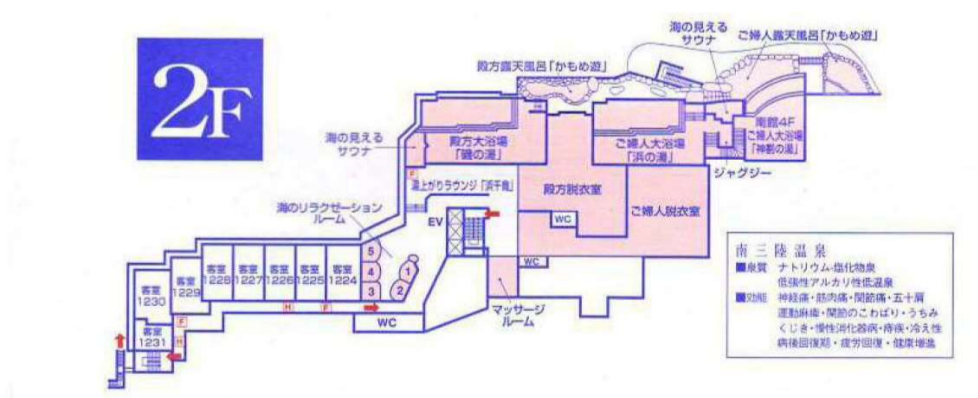 2F
海の見える
サウナ
ご婦人露天風呂「かもめ遊」
殿方露天風呂「かもめ遊」
海の見える
サウナ
殿方大浴場
「磯の湯」
ご婦人大浴場
「浜の湯」
南館4F
ご婦人大浴場
「神割の湯」
ジャグジー
F
H
湯上がりラウンジ「浜千鳥」
殿方脱衣室
ご婦人脱衣室
海のリラクゼーション
ルーム
EV
WC
WC
5
4
3
1
2
客室
1230
客室
1229
客室
1228
客室
1227
客室
1226
客室
1225
客室
1224
客室
1231
F
H
H
F
WC
マッサージ
ルーム
南三陸温泉
■泉質 ナトリウム-塩化物泉
低張性アルカリ性低温泉
■効能 神経痛・筋肉痛・関節痛・五十肩
運動麻痺・関節のこわばり・うちみ
くじき・慢性消化器病・痔疾・冷え性
病後回復期・疲労回復・健康増進